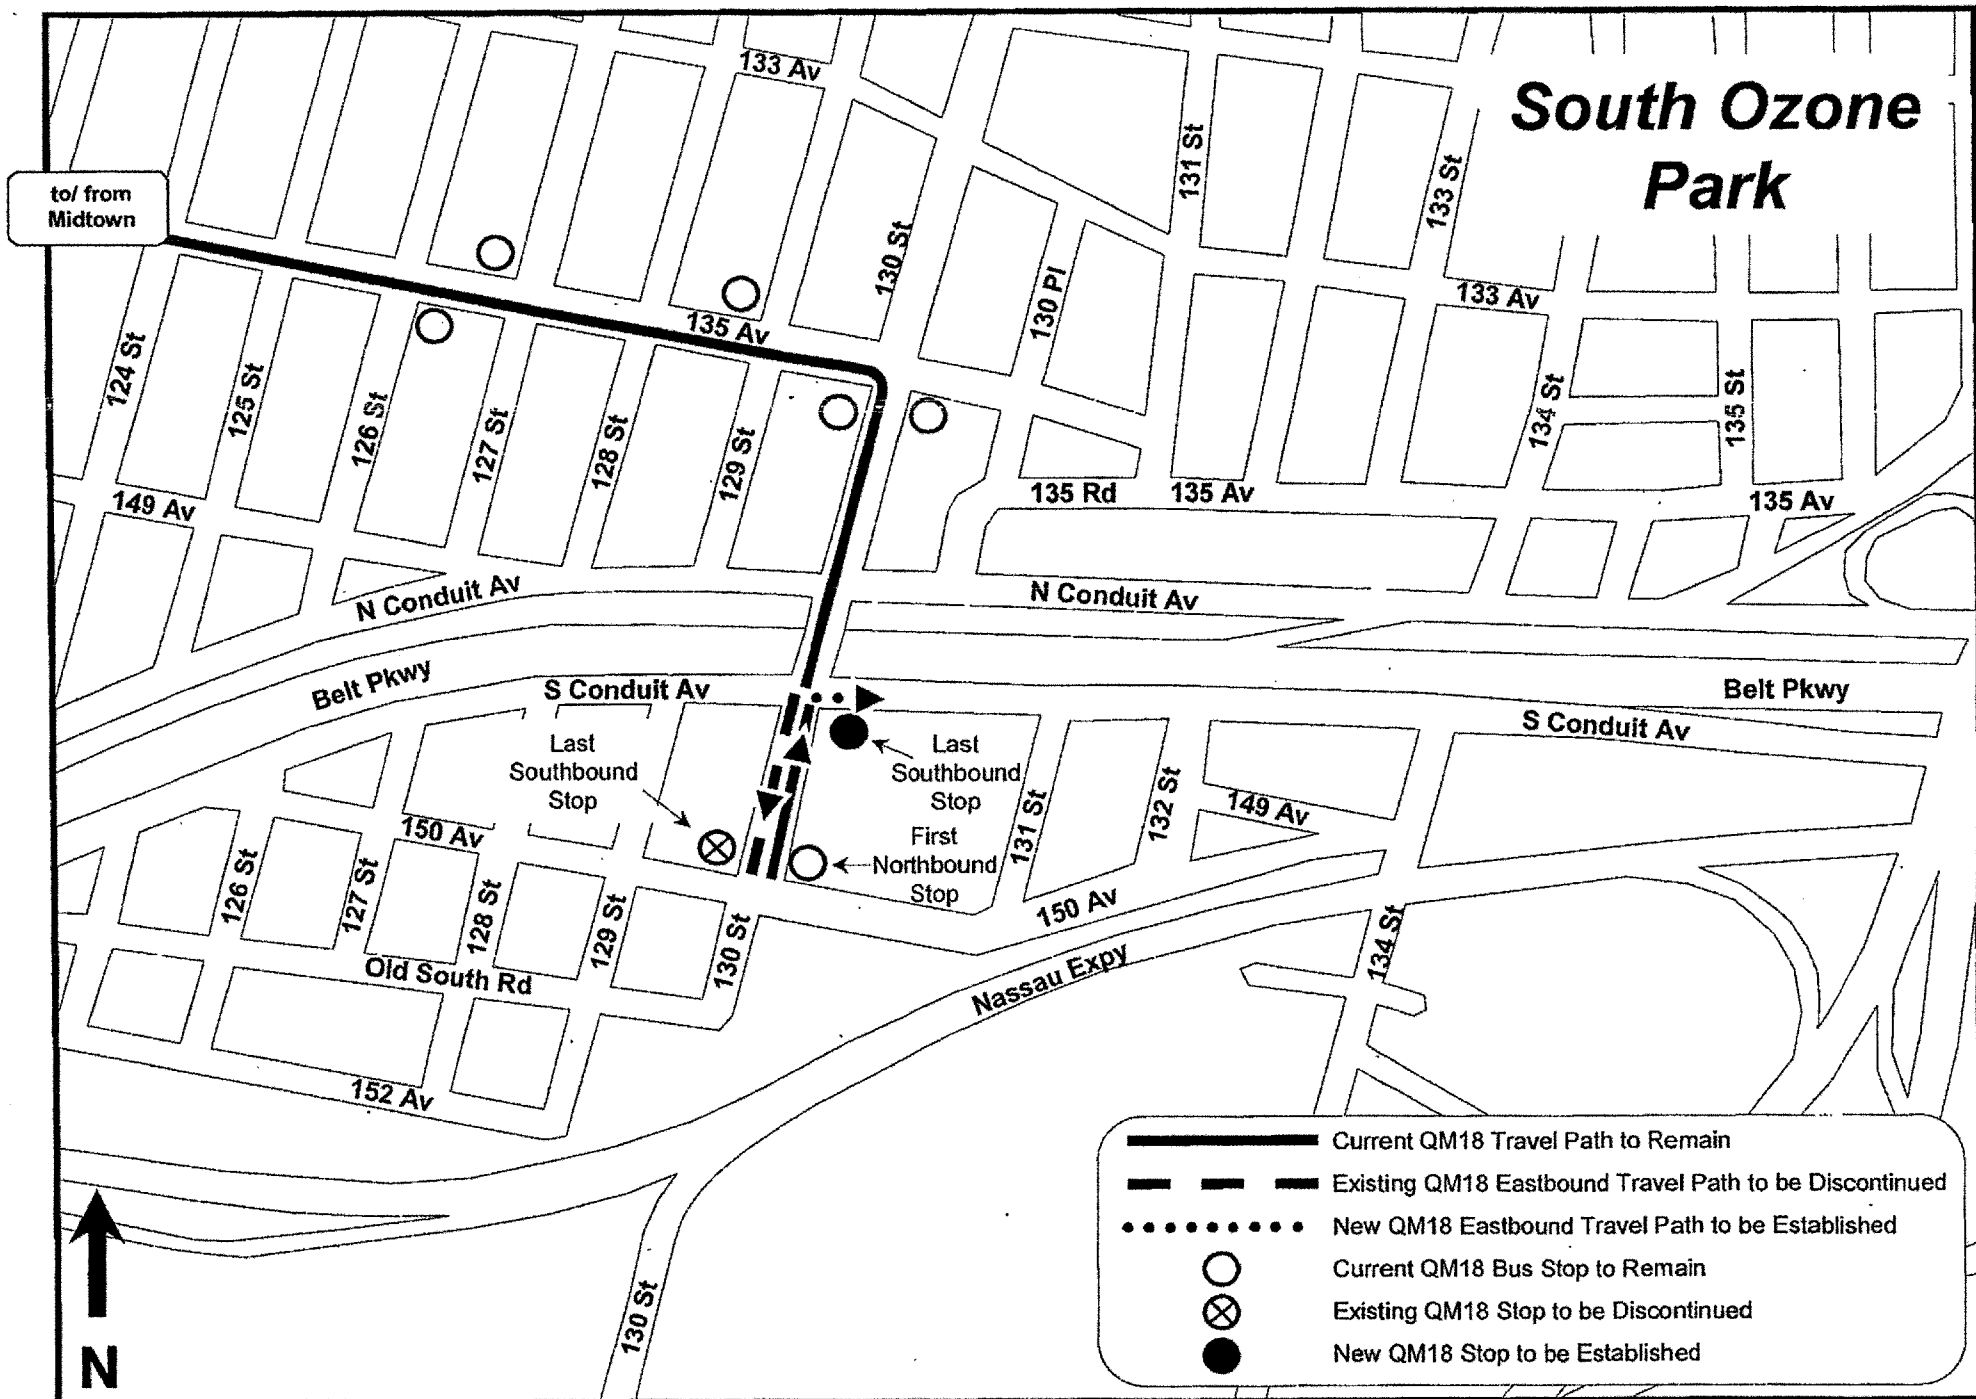 South Ozone
Park
to/ from
Midtown
133 Av
131 St
133 St
130 St
130 Pl
133 Av
135 Av
124 St
125 St
126 St
127 St
128 St
129 St
134 St
135 St
149 Av
135 Rd
135 Av
135 Av
N Conduit Av
N Conduit Av
Belt Pkwy
S Conduit Av
Belt Pkwy
S Conduit Av
Last
Southbound
Stop
Last
Southbound
Stop
First
Northbound
Stop
131 St
132 St
149 Av
150 Av
126 St
127 St
128 St
129 St
130 St
150 Av
134 St
Old South Rd
Nassau Expy
152 Av
130 St
N
Current QM18 Travel Path to Remain
Existing QM18 Eastbound Travel Path to be Discontinued
New QM18 Eastbound Travel Path to be Established
Current QM18 Bus Stop to Remain
Existing QM18 Stop to be Discontinued
New QM18 Stop to be Established